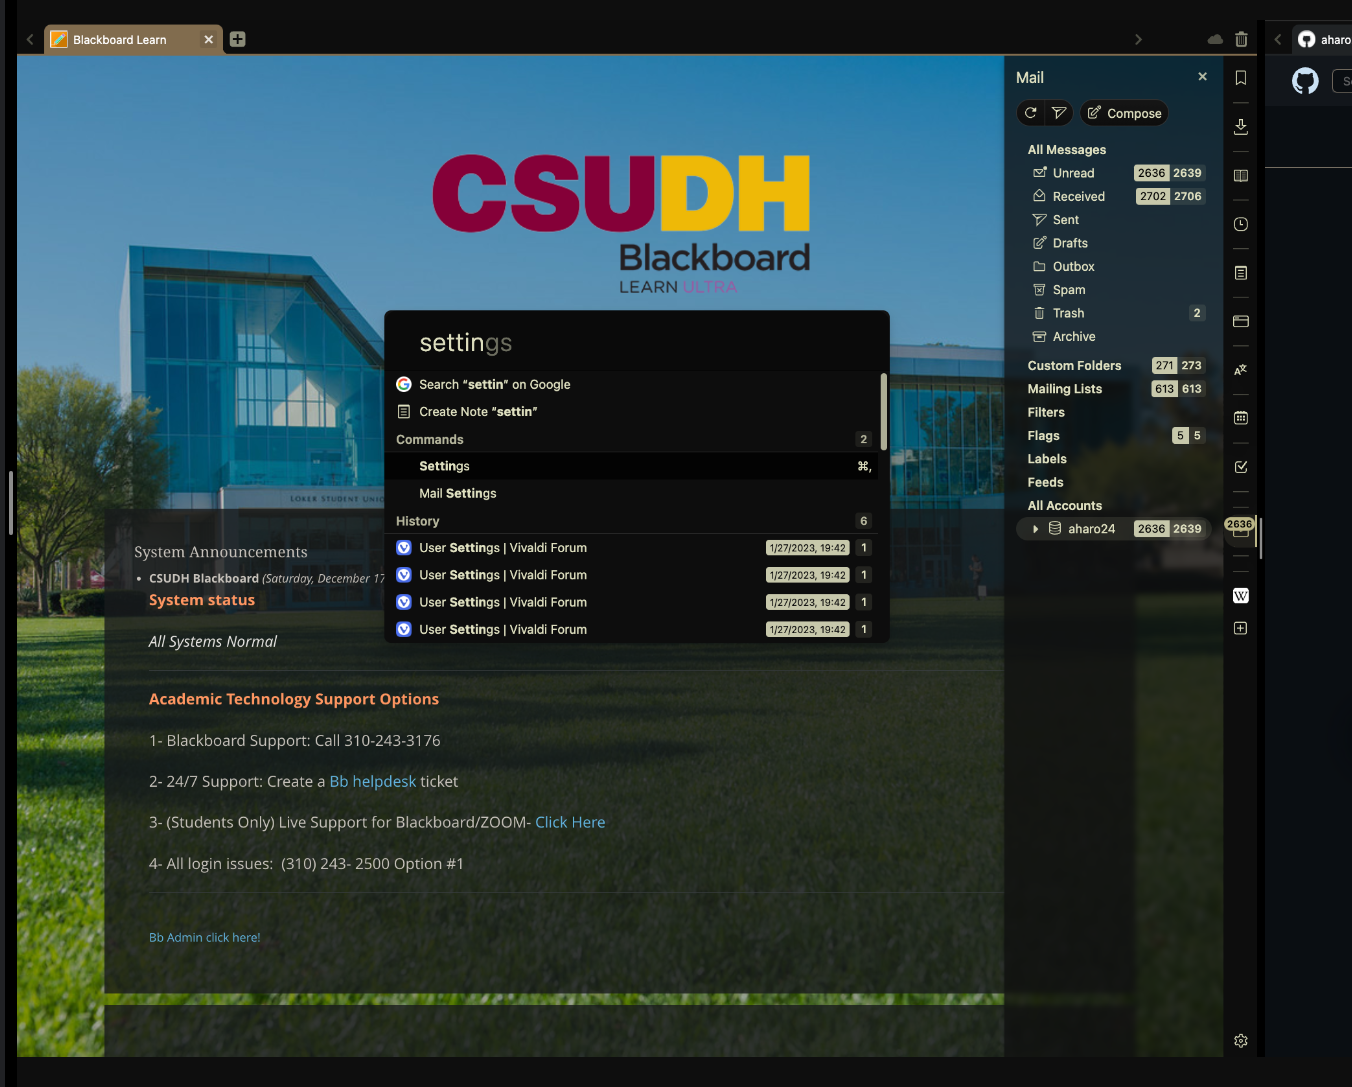 Blackboard Learn
aharo
CSUDH
Blackboard
LEARN ULTRA
LOKER STUDENT UNIO
System Announcements
• CSUDH Blackboard (Saturday, December 17
System status
All Systems Normal
Academic Technology Support Options
1- Blackboard Support: Call 310-243-3176
2- 24/7 Support: Create a Bb helpdesk ticket
3- (Students Only) Live Support for Blackboard/ZOOM- Click Here
4- All login issues:  (310) 243- 2500 Option #1
Bb Admin click here!
settings
Search “settin” on Google
Create Note “settin”
Commands 2
Settings ⌘,
Mail Settings
History 6
User Settings | Vivaldi Forum 1/27/2023, 19:42 1
User Settings | Vivaldi Forum 1/27/2023, 19:42 1
User Settings | Vivaldi Forum 1/27/2023, 19:42 1
User Settings | Vivaldi Forum 1/27/2023, 19:42 1
Mail
Compose
All Messages
Unread 2636 2639
Received 2702 2706
Sent
Drafts
Outbox
Spam
Trash 2
Archive
Custom Folders 271 273
Mailing Lists 613 613
Filters
Flags 5 5
Labels
Feeds
All Accounts
aharo24 2636 2639
2636
W